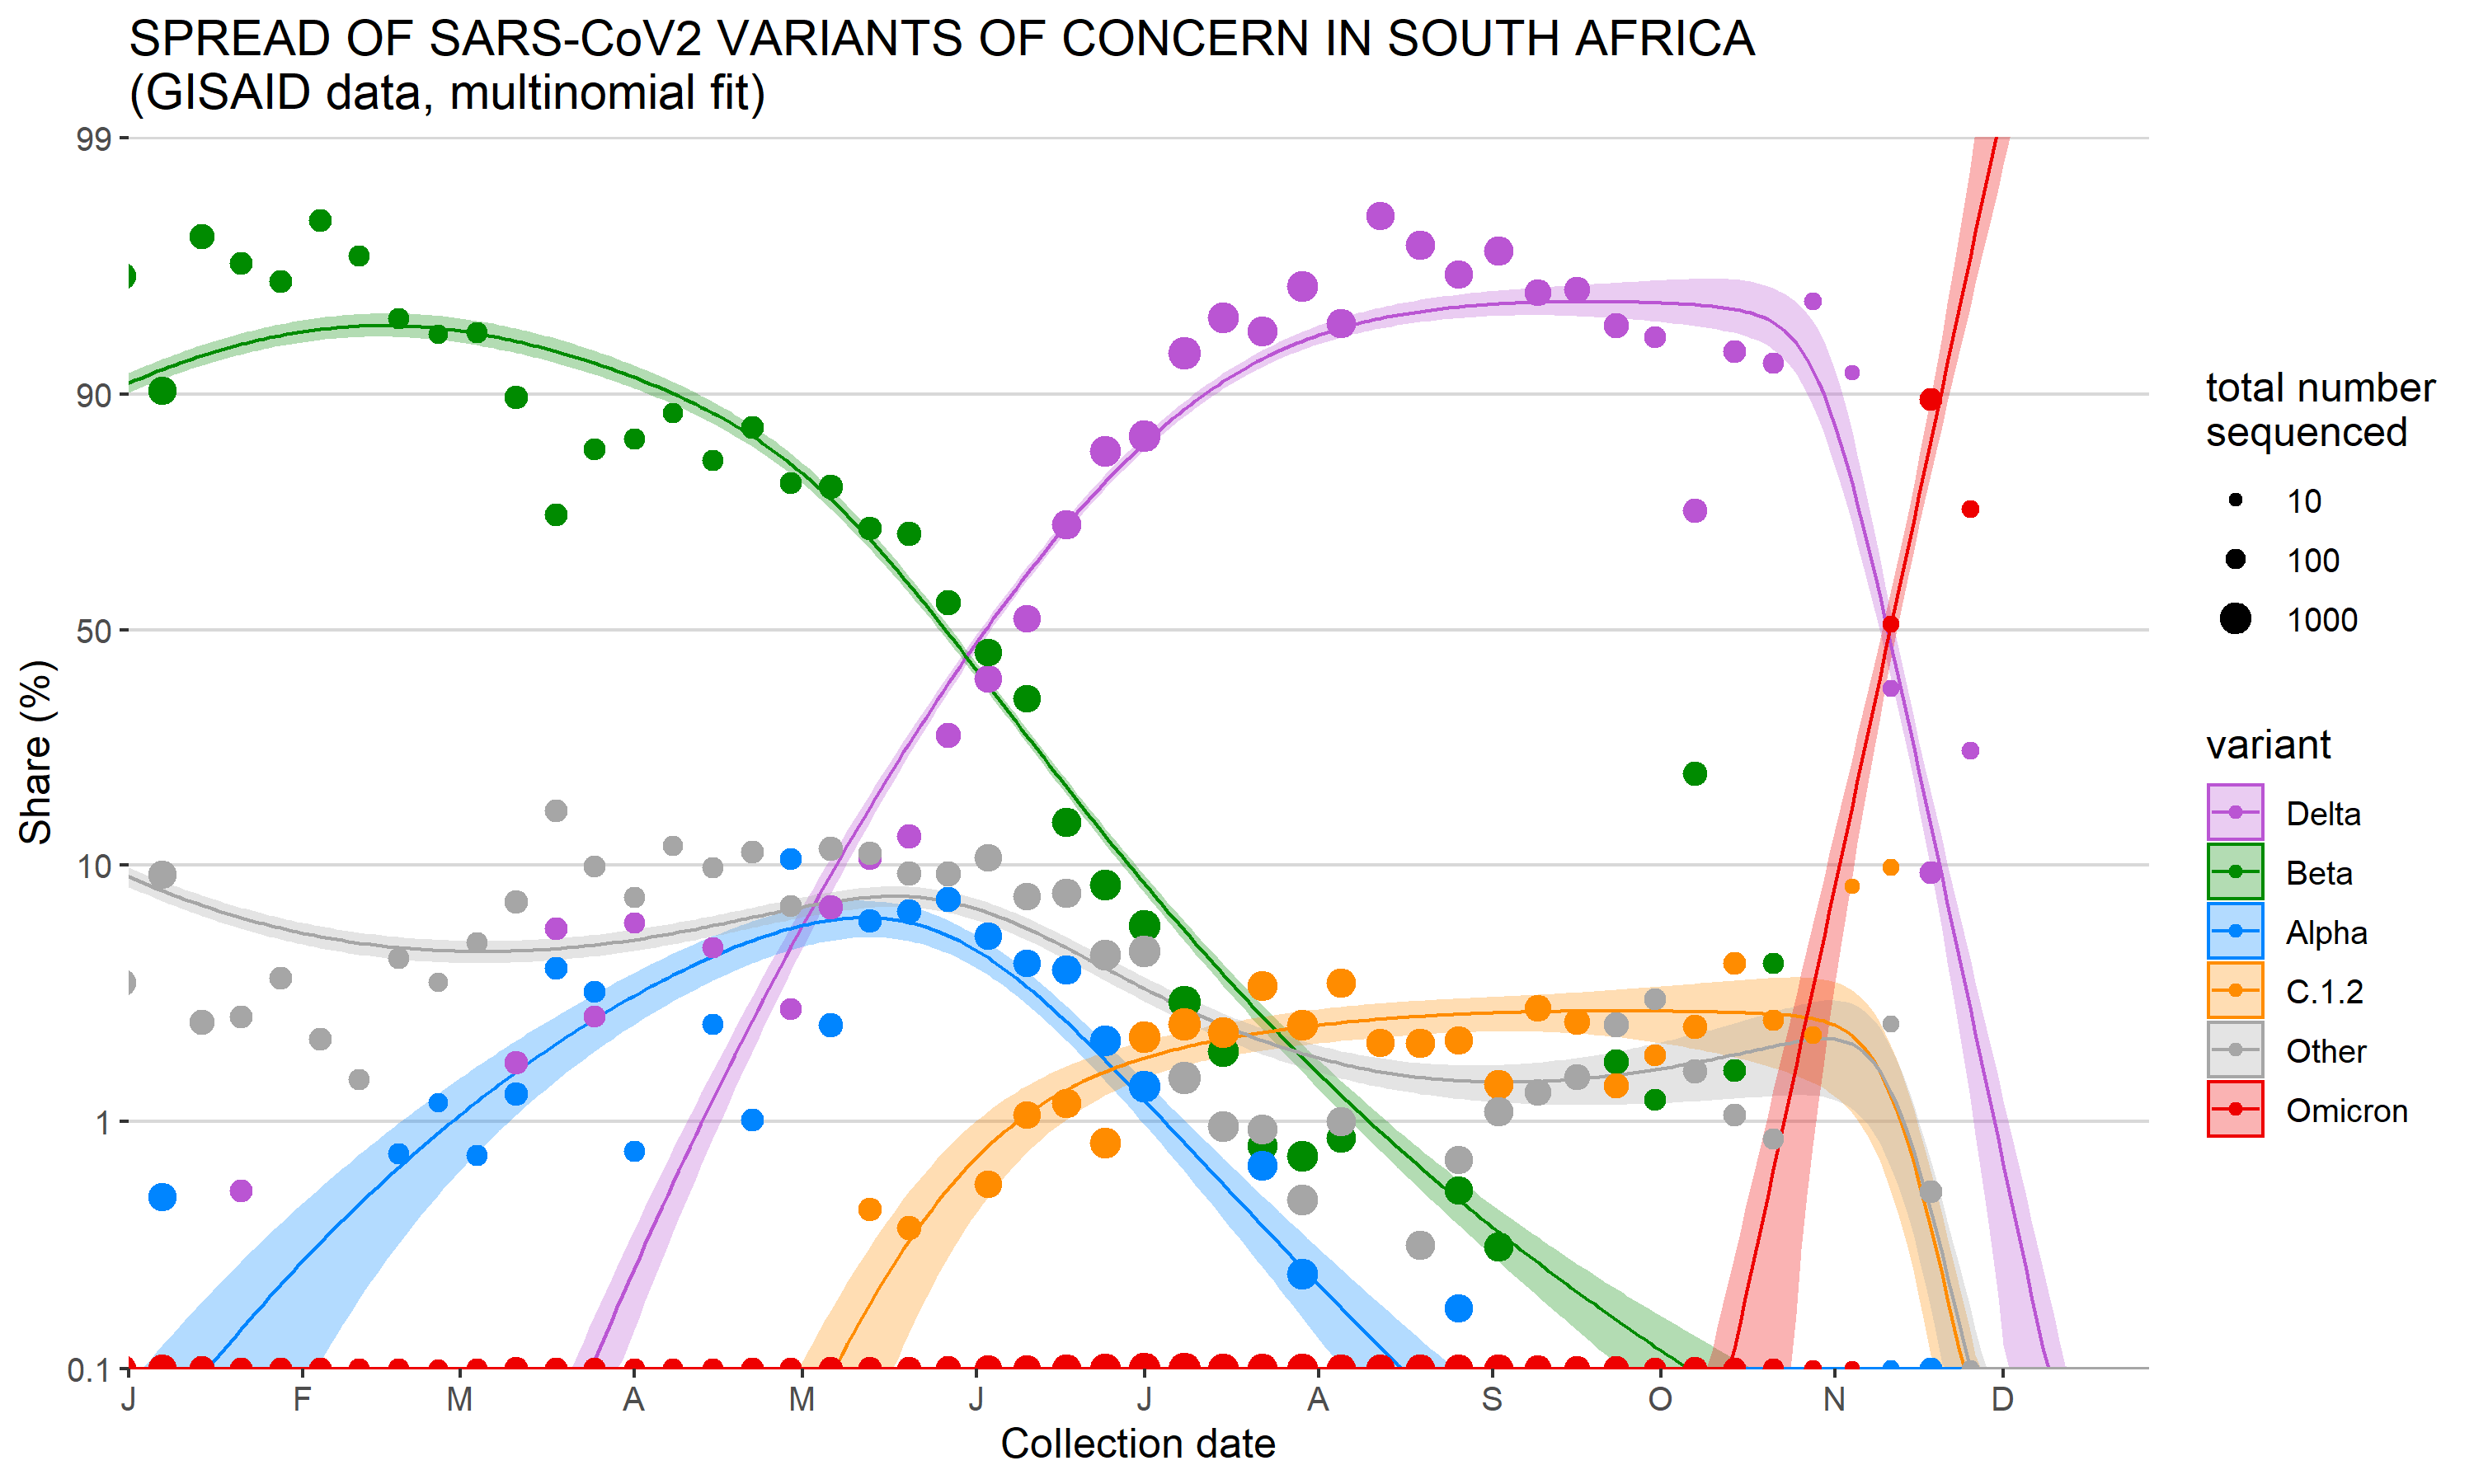 SPREAD OF SARS-CoV2 VARIANTS OF CONCERN IN SOUTH AFRICA
(GISAID data, multinomial fit)
99
90
50
10
1
0.1
Share (%)
J F M A M J J A S O N D
Collection date
total number
sequenced
10
100
1000
variant
Delta
Beta
Alpha
C.1.2
Other
Omicron